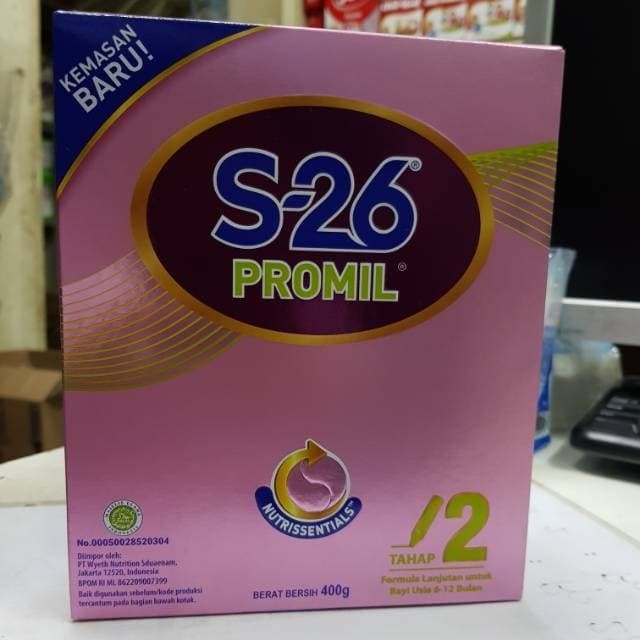 KEMASAN
BARU!
S-26®
PROMIL®
NUTRISSENTIALS
No.00050028520304
Diimpor oleh:
PT Wyeth Nutrition Sduaenam,
Jakarta 12520, Indonesia
BPOM RI ML 862209007399
Baik digunakan sebelum/kode produksi
tercantum pada bagian bawah kotak.
BERAT BERSIH 400g
TAHAP 2
Formula Lanjutan untuk
Bayi Usia 6-12 Bulan